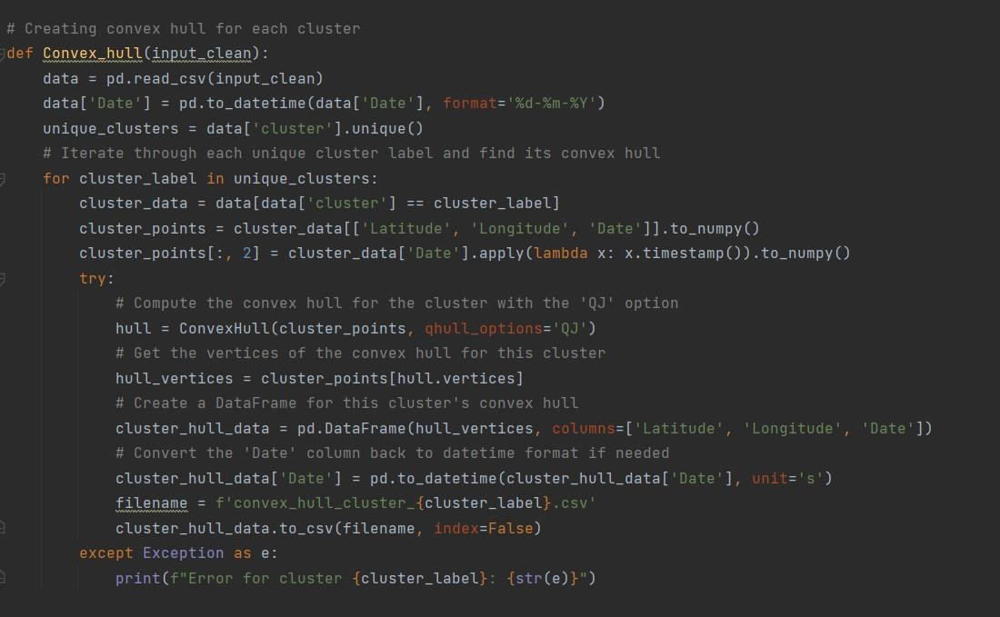 # Creating convex hull for each cluster
def Convex_hull(input_clean):
    data = pd.read_csv(input_clean)
    data['Date'] = pd.to_datetime(data['Date'], format='%d-%m-%Y')
    unique_clusters = data['cluster'].unique()
    # Iterate through each unique cluster label and find its convex hull
    for cluster_label in unique_clusters:
        cluster_data = data[data['cluster'] == cluster_label]
        cluster_points = cluster_data[['Latitude', 'Longitude', 'Date']].to_numpy()
        cluster_points[:, 2] = cluster_data['Date'].apply(lambda x: x.timestamp()).to_numpy()
        try:
            # Compute the convex hull for the cluster with the 'QJ' option
            hull = ConvexHull(cluster_points, qhull_options='QJ')
            # Get the vertices of the convex hull for this cluster
            hull_vertices = cluster_points[hull.vertices]
            # Create a DataFrame for this cluster's convex hull
            cluster_hull_data = pd.DataFrame(hull_vertices, columns=['Latitude', 'Longitude', 'Date'])
            # Convert the 'Date' column back to datetime format if needed
            cluster_hull_data['Date'] = pd.to_datetime(cluster_hull_data['Date'], unit='s')
            filename = f'convex_hull_cluster_{cluster_label}.csv'
            cluster_hull_data.to_csv(filename, index=False)
        except Exception as e:
            print(f"Error for cluster {cluster_label}: {str(e)}")